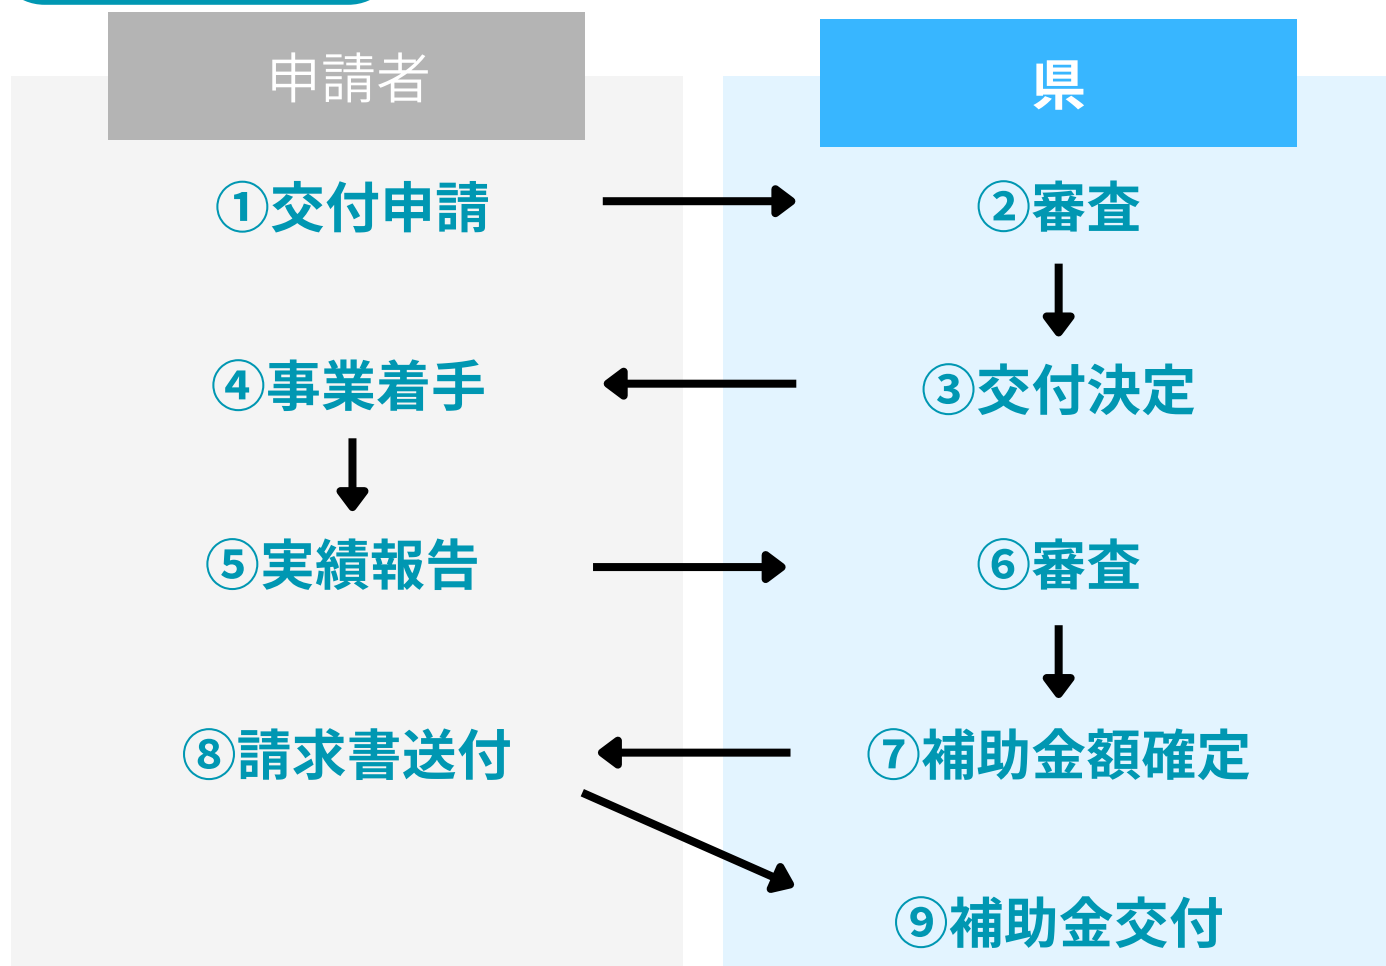 申請者
県
①交付申請
②審査
③交付決定
④事業着手
⑤実績報告
⑥審査
⑦補助金額確定
⑧請求書送付
⑨補助金交付